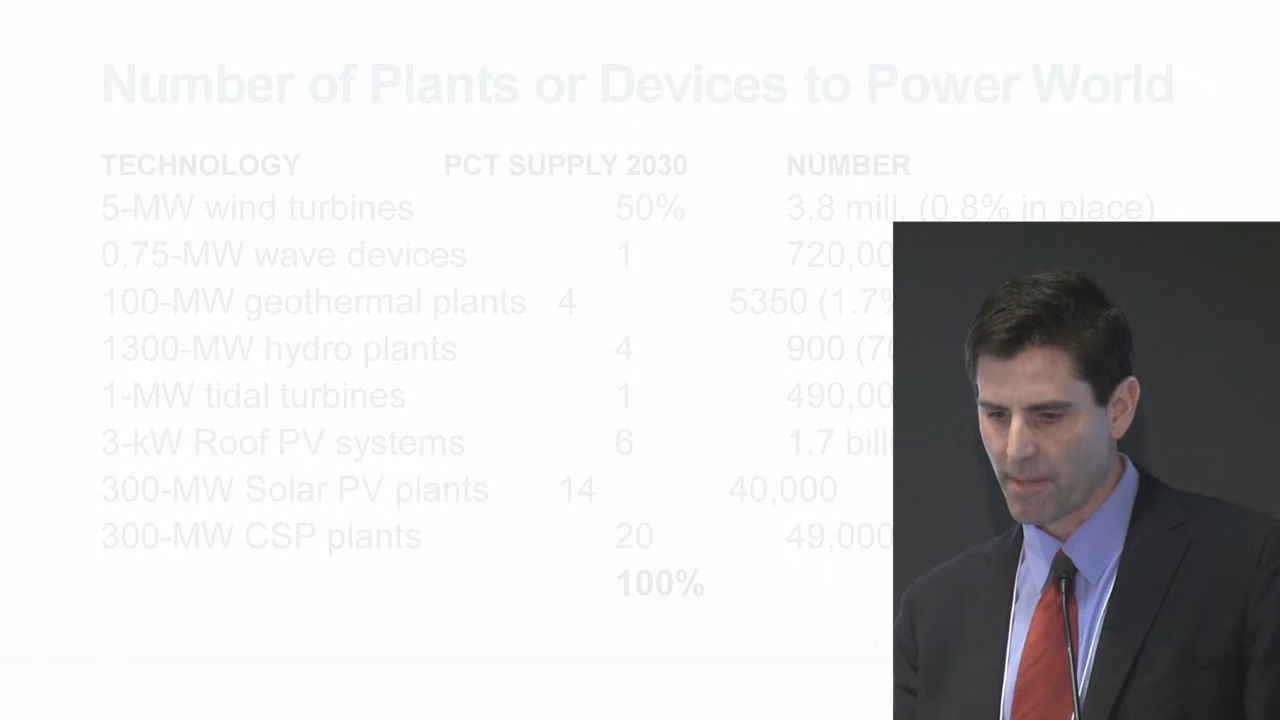 Number of Plants or Devices to Power World
TECHNOLOGY PCT SUPPLY 2030 NUMBER
5-MW wind turbines 50% 3.8 mill. (0.8% in place)
0.75-MW wave devices 1 720,00
100-MW geothermal plants 4 5350 (1.7%
1300-MW hydro plants 4 900 (70
1-MW tidal turbines 1 490,00
3-kW Roof PV systems 6 1.7 billi
300-MW Solar PV plants 14 40,000
300-MW CSP plants 20 49,000
100%